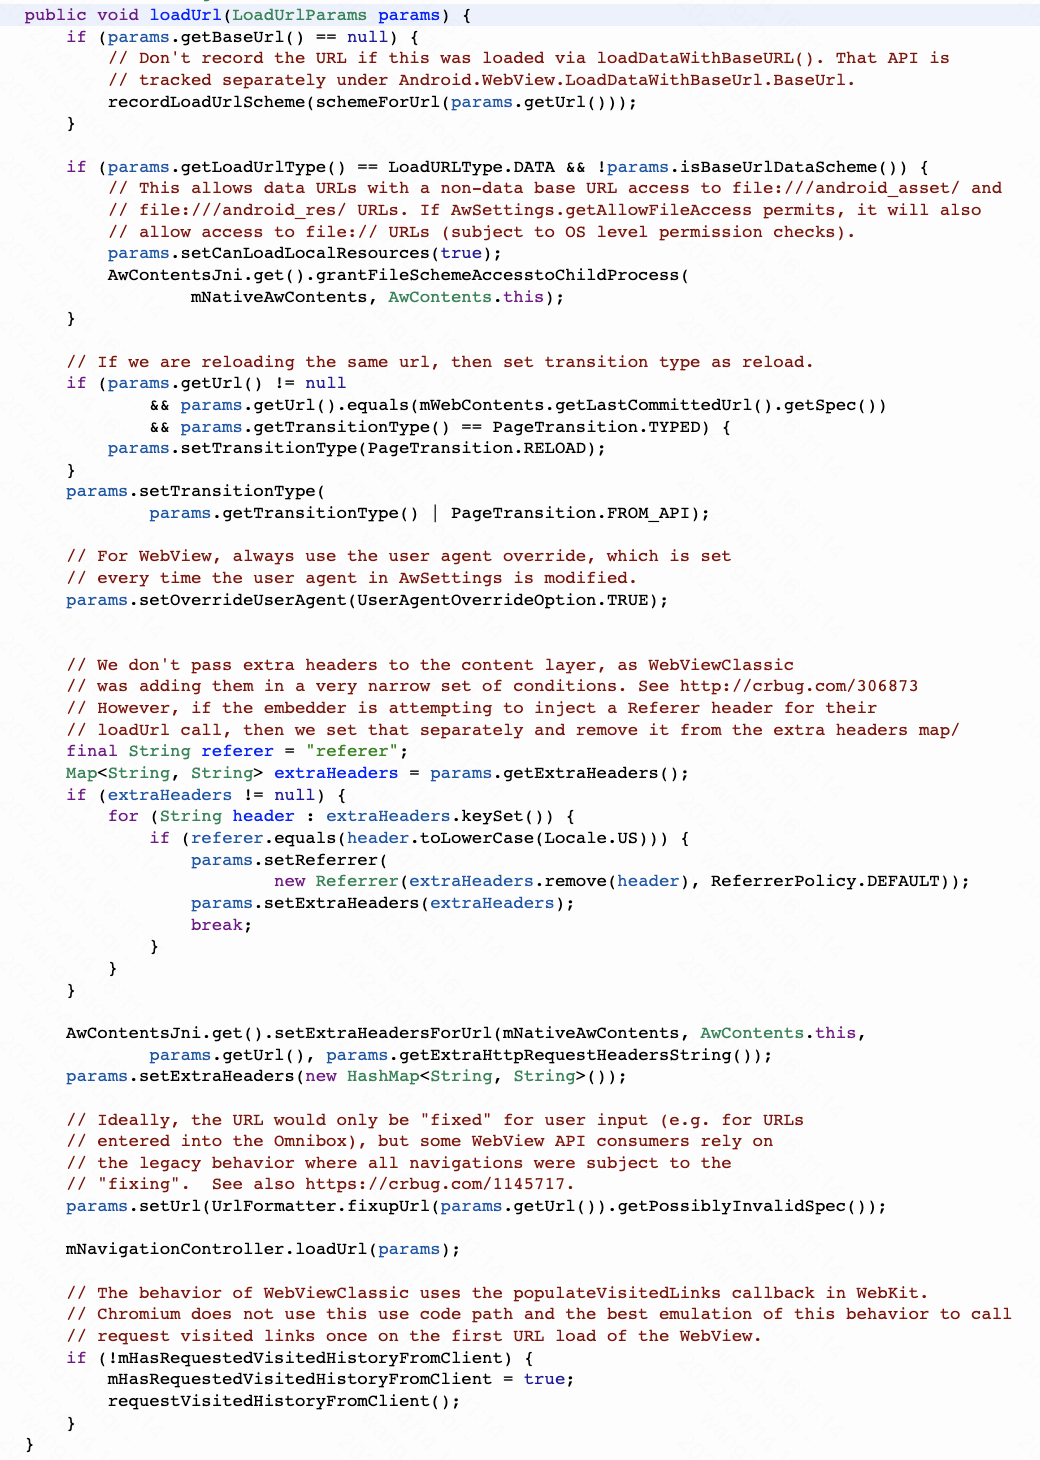 public void loadUrl(LoadUrlParams params) {
    if (params.getBaseUrl() == null) {
        // Don't record the URL if this was loaded via loadDataWithBaseURL(). That API is
        // tracked separately under Android.WebView.LoadDataWithBaseUrl.BaseUrl.
        recordLoadUrlScheme(schemeForUrl(params.getUrl()));
    }

    if (params.getLoadUrlType() == LoadURLType.DATA && !params.isBaseUrlDataScheme()) {
        // This allows data URLs with a non-data base URL access to file:///android_asset/ and
        // file:///android_res/ URLs. If AwSettings.getAllowFileAccess permits, it will also
        // allow access to file:// URLs (subject to OS level permission checks).
        params.setCanLoadLocalResources(true);
        AwContentsJni.get().grantFileSchemeAccesstoChildProcess(
                mNativeAwContents, AwContents.this);
    }

    // If we are reloading the same url, then set transition type as reload.
    if (params.getUrl() != null
            && params.getUrl().equals(mWebContents.getLastCommittedUrl().getSpec())
            && params.getTransitionType() == PageTransition.TYPED) {
        params.setTransitionType(PageTransition.RELOAD);
    }
    params.setTransitionType(
            params.getTransitionType() | PageTransition.FROM_API);

    // For WebView, always use the user agent override, which is set
    // every time the user agent in AwSettings is modified.
    params.setOverrideUserAgent(UserAgentOverrideOption.TRUE);


    // We don't pass extra headers to the content layer, as WebViewClassic
    // was adding them in a very narrow set of conditions. See http://crbug.com/306873
    // However, if the embedder is attempting to inject a Referer header for their
    // loadUrl call, then we set that separately and remove it from the extra headers map/
    final String referer = "referer";
    Map<String, String> extraHeaders = params.getExtraHeaders();
    if (extraHeaders != null) {
        for (String header : extraHeaders.keySet()) {
            if (referer.equals(header.toLowerCase(Locale.US))) {
                params.setReferrer(
                        new Referrer(extraHeaders.remove(header), ReferrerPolicy.DEFAULT));
                params.setExtraHeaders(extraHeaders);
                break;
            }
        }
    }

    AwContentsJni.get().setExtraHeadersForUrl(mNativeAwContents, AwContents.this,
            params.getUrl(), params.getExtraHttpRequestHeadersString());
    params.setExtraHeaders(new HashMap<String, String>());

    // Ideally, the URL would only be "fixed" for user input (e.g. for URLs
    // entered into the Omnibox), but some WebView API consumers rely on
    // the legacy behavior where all navigations were subject to the
    // "fixing".  See also https://crbug.com/1145717.
    params.setUrl(UrlFormatter.fixupUrl(params.getUrl()).getPossiblyInvalidSpec());

    mNavigationController.loadUrl(params);

    // The behavior of WebViewClassic uses the populateVisitedLinks callback in WebKit.
    // Chromium does not use this use code path and the best emulation of this behavior to call
    // request visited links once on the first URL load of the WebView.
    if (!mHasRequestedVisitedHistoryFromClient) {
        mHasRequestedVisitedHistoryFromClient = true;
        requestVisitedHistoryFromClient();
    }
}